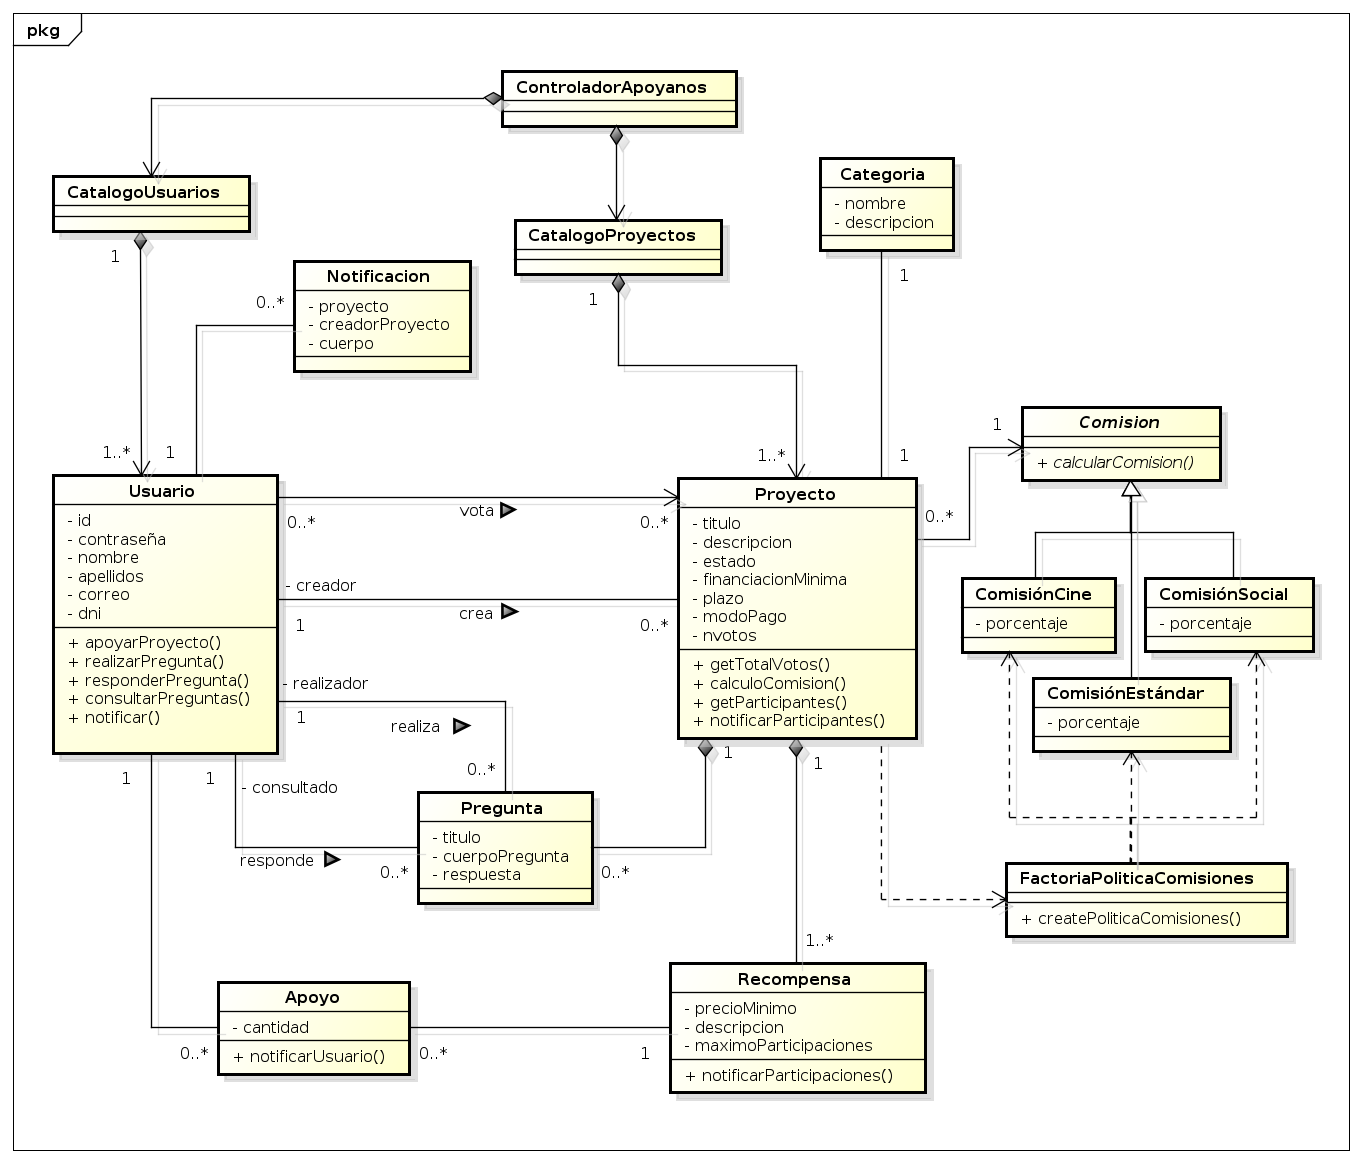 pkg
ControladorApoyanos
CatalogoUsuarios
1
CatalogoProyectos
1
Categoria
- nombre
- descripcion
1
1
Notificacion
- proyecto
- creadorProyecto
- cuerpo
0..*
1
1..*
1..*
Usuario
- id
- contraseña
- nombre
- apellidos
- correo
- dni
+ apoyarProyecto()
+ realizarPregunta()
+ responderPregunta()
+ consultarPreguntas()
+ notificar()
0..*
vota
0..*
- creador
1
crea
0..*
- realizador
1
realiza
0..*
Proyecto
- titulo
- descripcion
- estado
- financiacionMinima
- plazo
- modoPago
- nvotos
+ getTotalVotos()
+ calculoComision()
+ getParticipantes()
+ notificarParticipantes()
0..*
1
Comision
+ calcularComision()
ComisiónCine
- porcentaje
ComisiónSocial
- porcentaje
ComisiónEstándar
- porcentaje
FactoriaPoliticaComisiones
+ createPoliticaComisiones()
1
1
- consultado
responde
0..*
Pregunta
- titulo
- cuerpoPregunta
- respuesta
0..*
1
1
1..*
Apoyo
- cantidad
+ notificarUsuario()
0..*
0..*
1
Recompensa
- precioMinimo
- descripcion
- maximoParticipaciones
+ notificarParticipaciones()